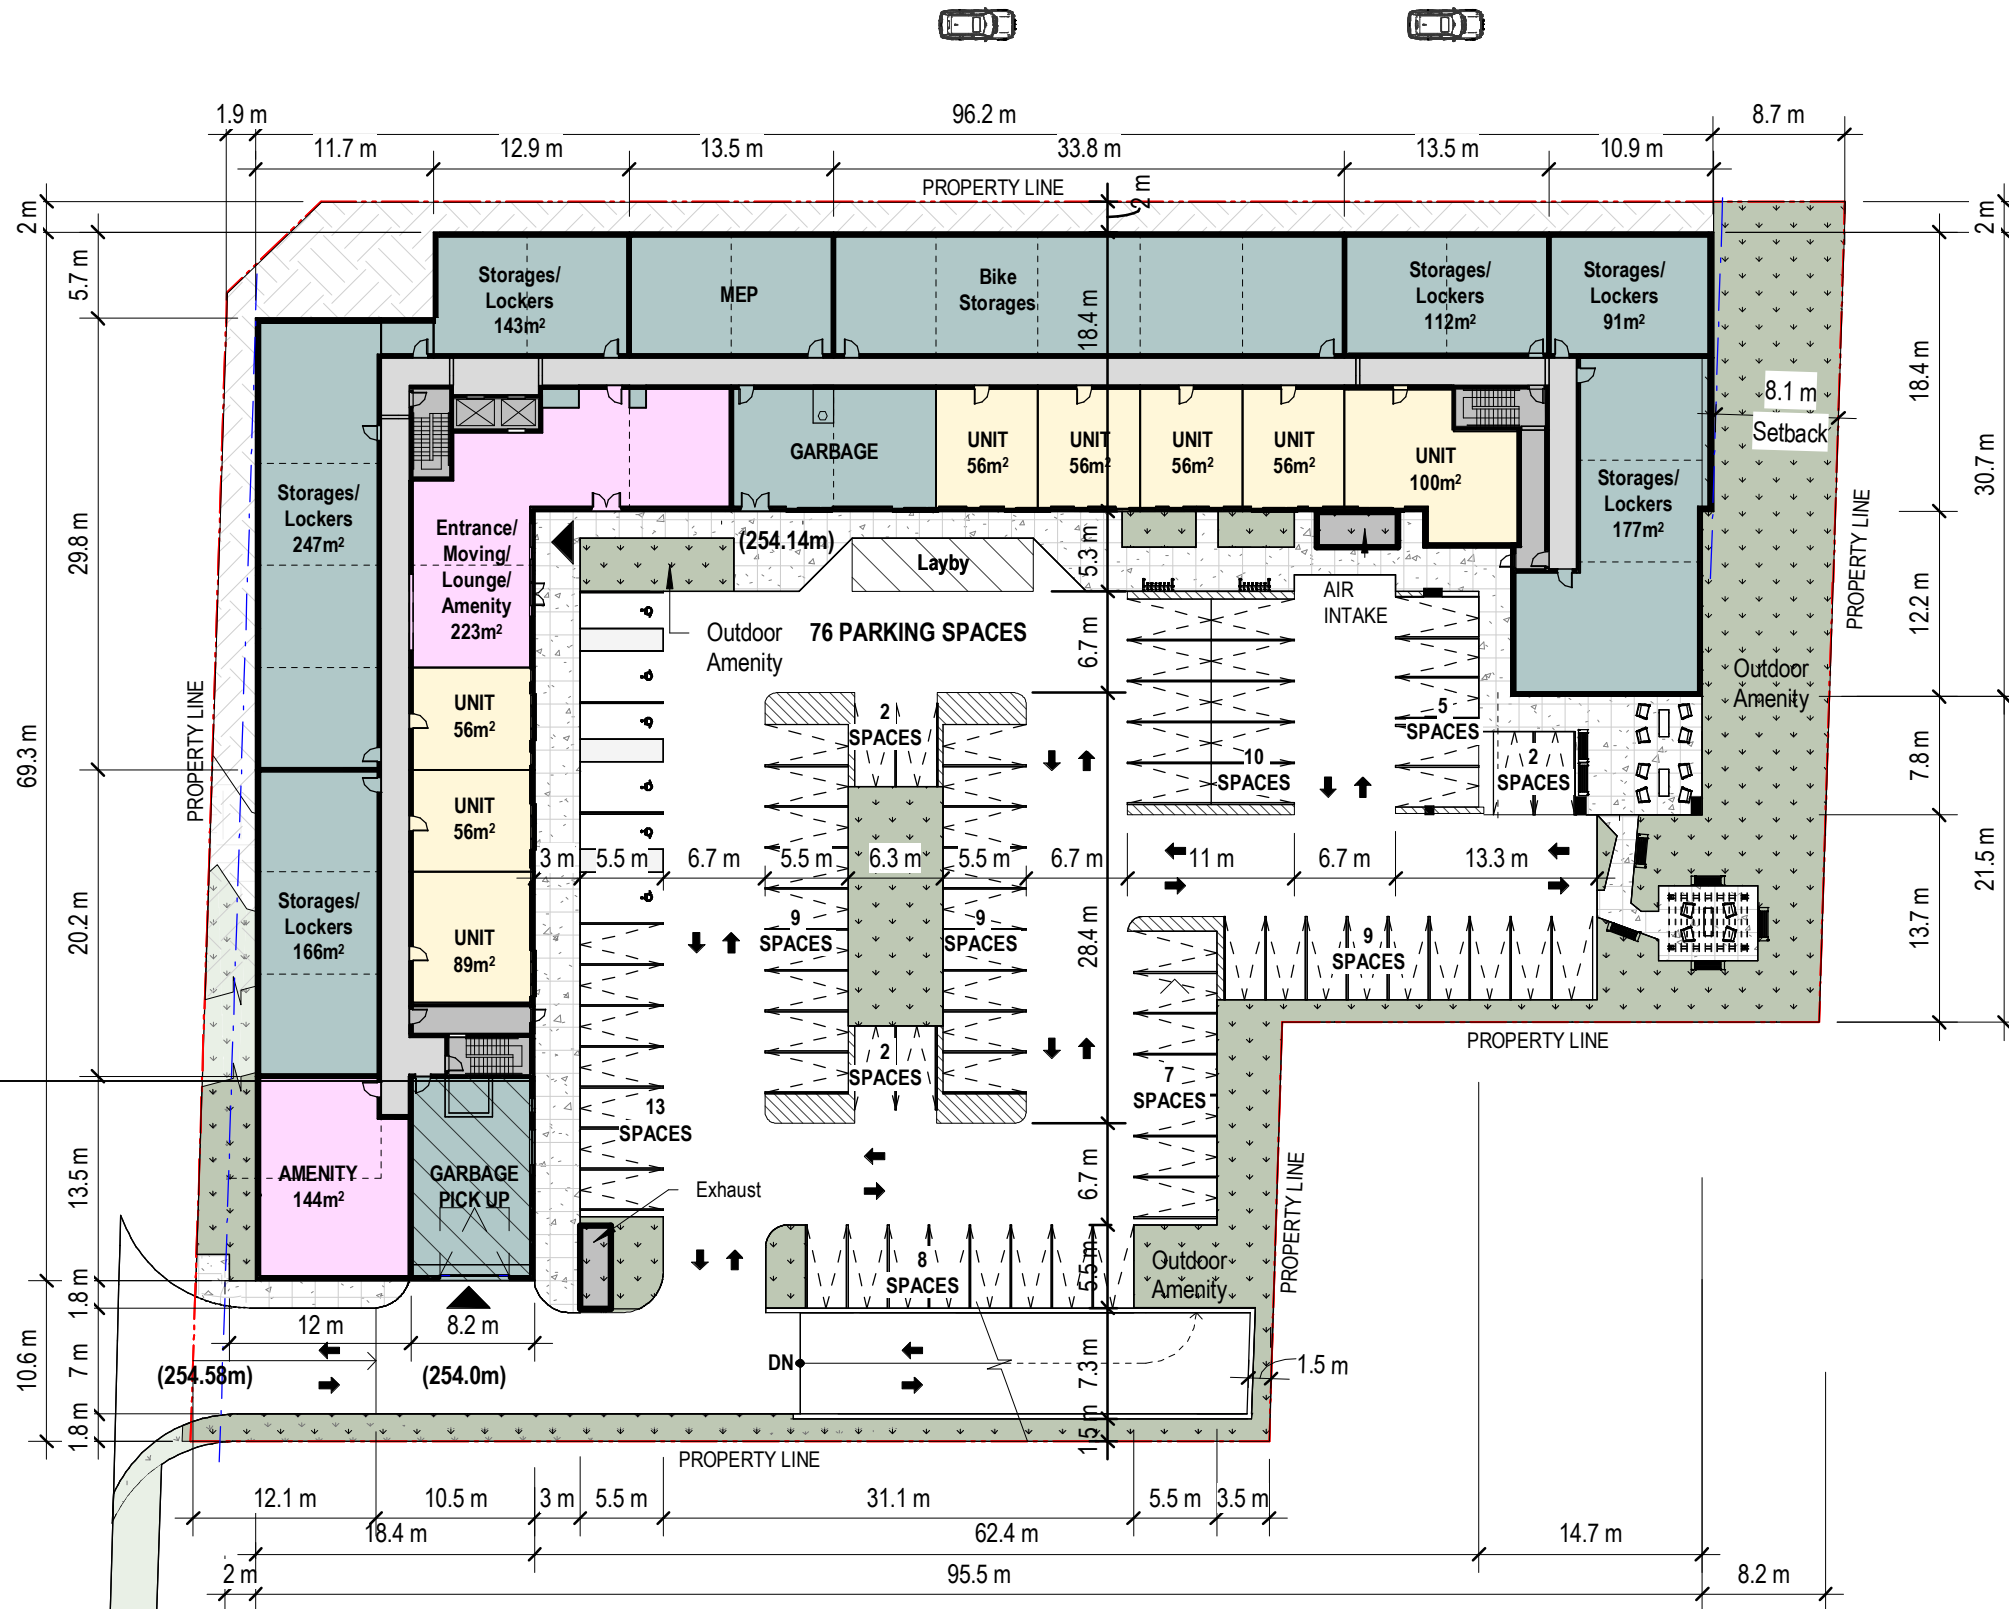 1.9 m
96.2 m
8.7 m
11.7 m
12.9 m
13.5 m
33.8 m
13.5 m
10.9 m
PROPERTY LINE
2 m
2 m
2 m
5.7 m
29.8 m
69.3 m
20.2 m
13.5 m
1.8 m
7 m
10.6 m
1.8 m
PROPERTY LINE
Storages/
Lockers
143m²
MEP
Bike
Storages
18.4 m
Storages/
Lockers
112m²
Storages/
Lockers
91m²
8.1 m
Setback
18.4 m
30.7 m
GARBAGE
UNIT
56m²
UNIT
56m²
UNIT
56m²
UNIT
56m²
UNIT
100m²
Storages/
Lockers
247m²
Entrance/
Moving/
Lounge/
Amenity
223m²
Storages/
Lockers
177m²
PROPERTY LINE
(254.14m)
Layby
5.3 m
AIR
INTAKE
12.2 m
Outdoor
Amenity
76 PARKING SPACES
6.7 m
Outdoor
Amenity
UNIT
56m²
2
SPACES
5
SPACES
10
SPACES
2
SPACES
7.8 m
UNIT
56m²
3 m
5.5 m
6.7 m
5.5 m
6.3 m
5.5 m
6.7 m
11 m
6.7 m
13.3 m
21.5 m
Storages/
Lockers
166m²
UNIT
89m²
9
SPACES
9
SPACES
28.4 m
9
SPACES
13.7 m
PROPERTY LINE
2
SPACES
7
SPACES
13
SPACES
AMENITY
144m²
GARBAGE
PICK UP
Exhaust
6.7 m
PROPERTY LINE
8
SPACES
5.5 m
Outdoor
Amenity
12 m
8.2 m
(254.58m)
(254.0m)
DN
7.3 m
1.5 m
1.5 m
PROPERTY LINE
12.1 m
10.5 m
3 m
5.5 m
31.1 m
5.5 m
3.5 m
18.4 m
62.4 m
14.7 m
2 m
95.5 m
8.2 m